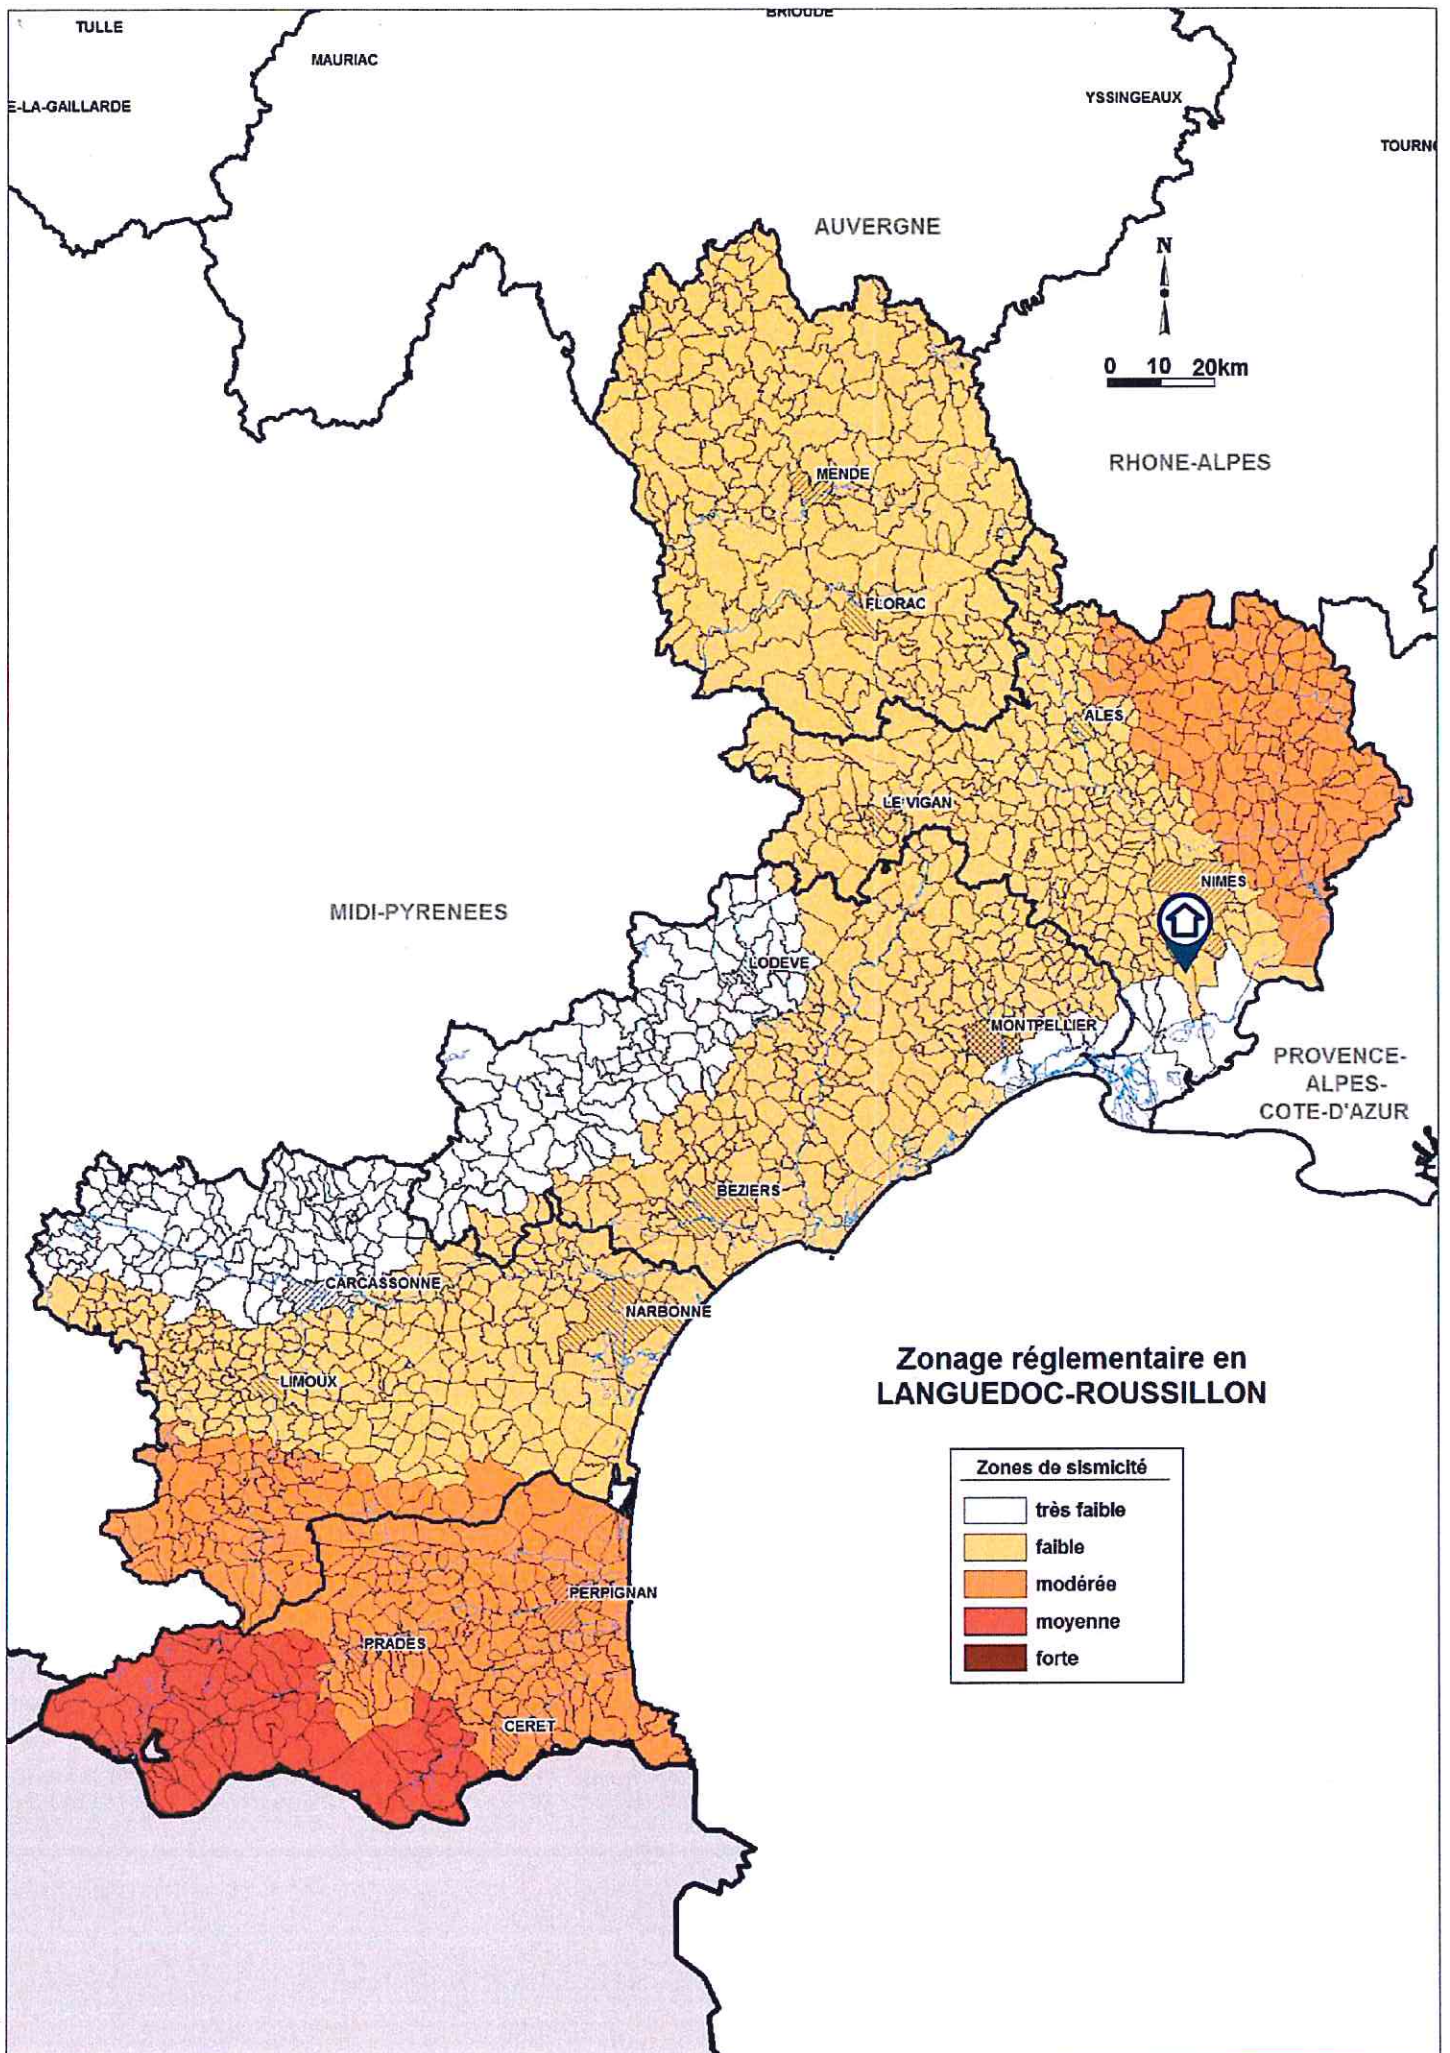 BRIOUDE
TULLE
MAURIAC
E-LA-GAILLARDE
YSSINGEAUX
TOURN
AUVERGNE
N
0 10 20km
RHONE-ALPES
MENDE
FLORAC
ALES
LE VIGAN
NIMES
MIDI-PYRENEES
LODEVE
MONTPELLIER
PROVENCE-
ALPES-
COTE-D'AZUR
BEZIERS
CARCASSONNE
NARBONNE
LIMOUX
Zonage réglementaire en
LANGUEDOC-ROUSSILLON
Zones de sismicité
très faible
faible
modérée
moyenne
forte
PERPIGNAN
PRADES
CERET